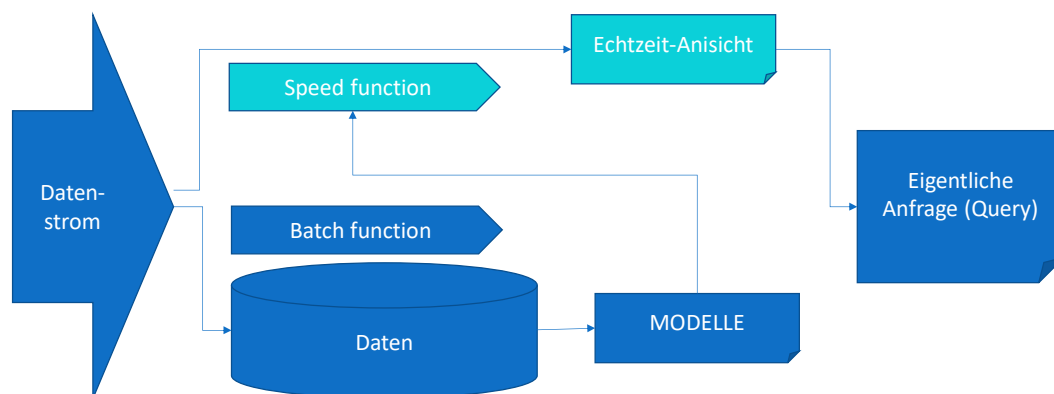 Echtzeit-Anisicht
Speed function
Daten-
strom
Eigentliche
Anfrage (Query)
Batch function
MODELLE
Daten